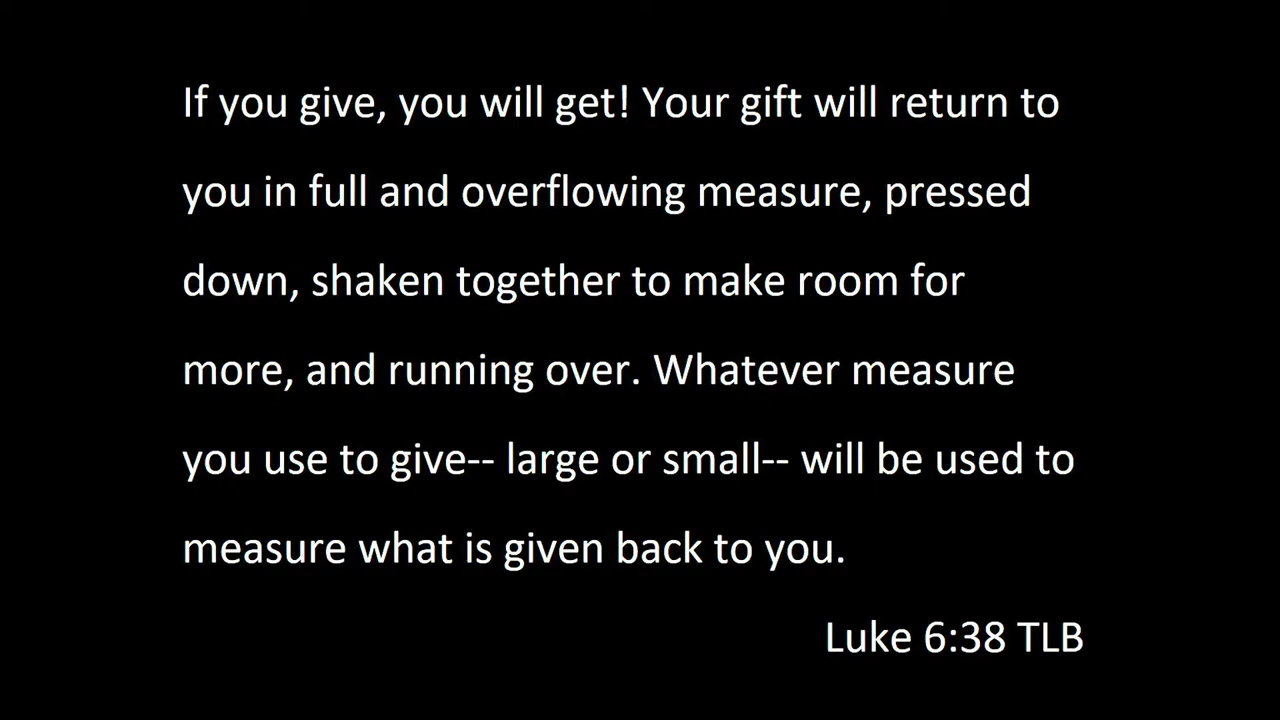 If you give, you will get! Your gift will return to
you in full and overflowing measure, pressed
down, shaken together to make room for
more, and running over. Whatever measure
you use to give-- large or small-- will be used to
measure what is given back to you.
Luke 6:38 TLB